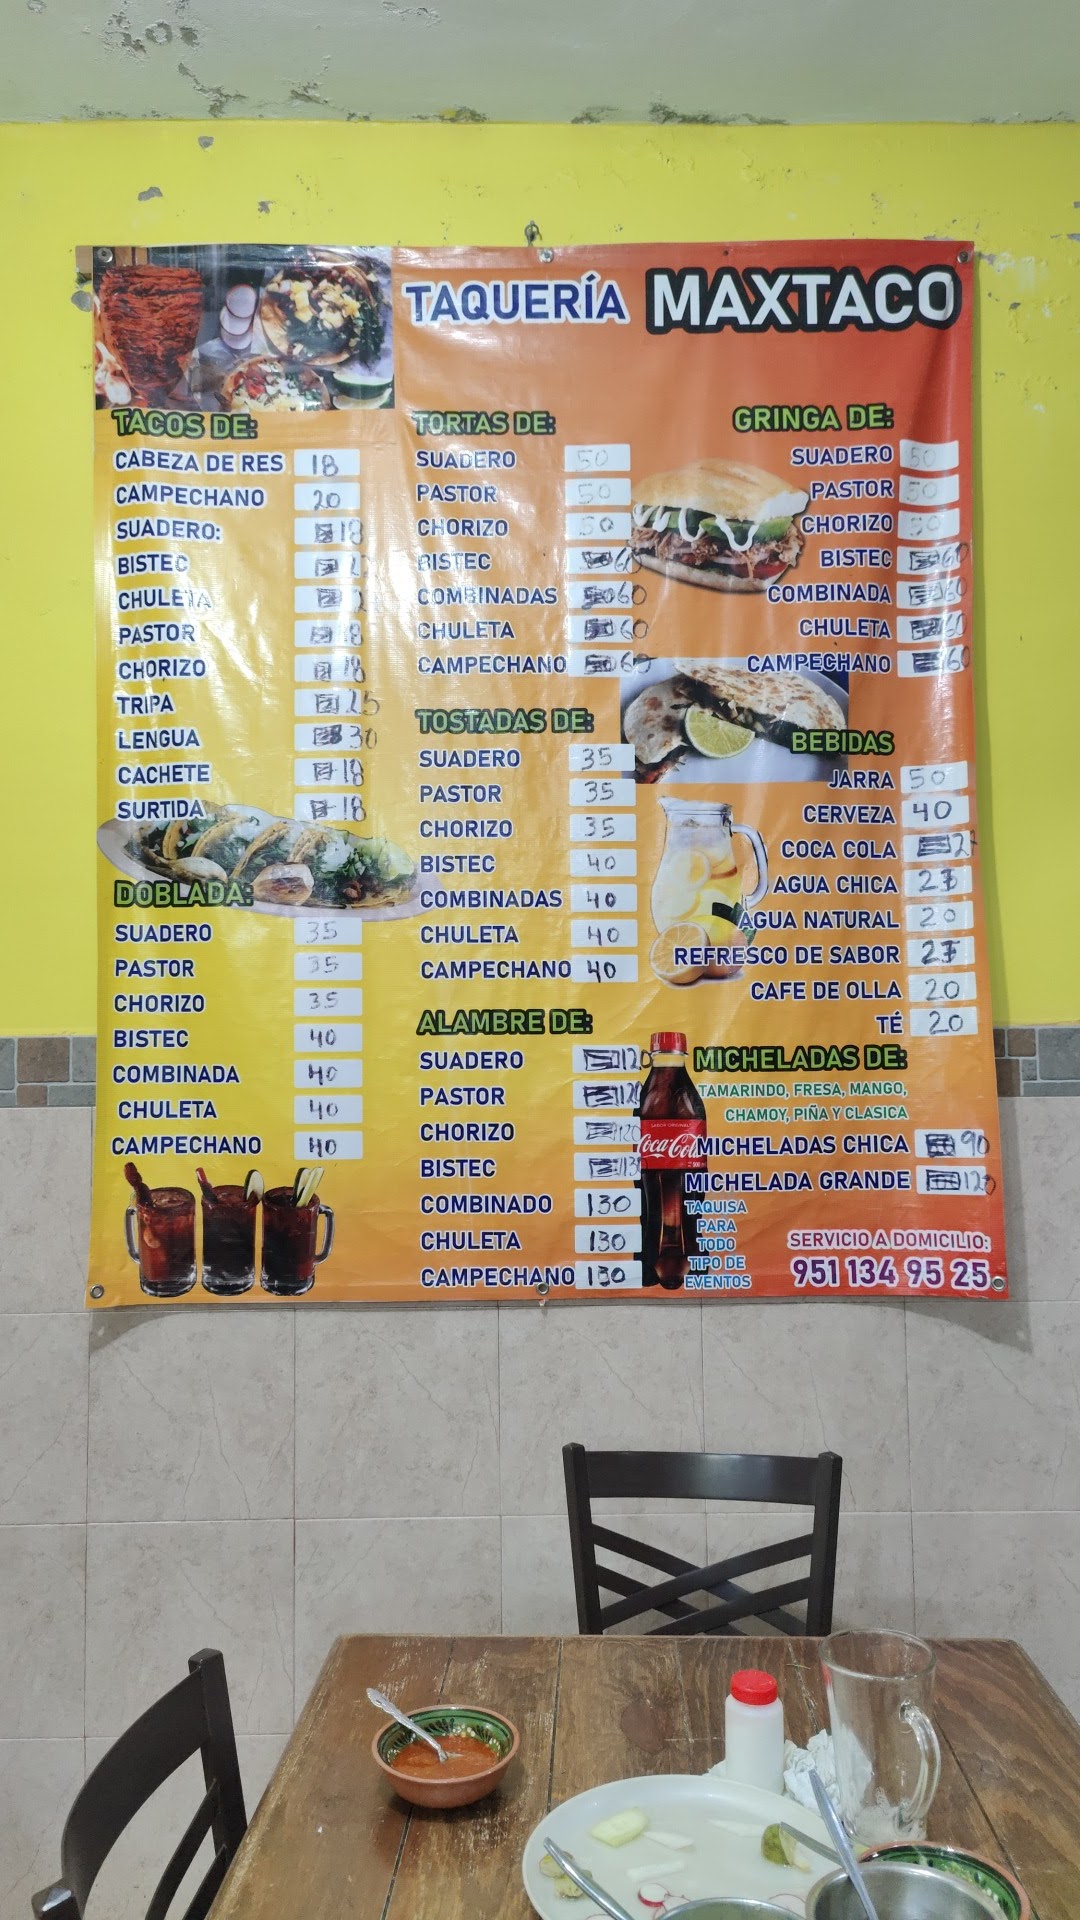 TAQUERÍA MAXTACO
TACOS DE:
CABEZA DE RES 18
CAMPECHANO 20
SUADERO: 18
BISTEC
CHULETA
PASTOR 18
CHORIZO 18
TRIPA 25
LENGUA 30
CACHETE 18
SURTIDA 18
DOBLADA:
SUADERO 35
PASTOR 35
CHORIZO 35
BISTEC 40
COMBINADA 40
CHULETA 40
CAMPECHANO 40
TORTAS DE:
SUADERO 50
PASTOR 50
CHORIZO 50
BISTEC 60
COMBINADAS 60
CHULETA 60
CAMPECHANO 60
TOSTADAS DE:
SUADERO 35
PASTOR 35
CHORIZO 35
BISTEC 40
COMBINADAS 40
CHULETA 40
CAMPECHANO 40
ALAMBRE DE:
SUADERO 120
PASTOR 120
CHORIZO 120
BISTEC
COMBINADO 130
CHULETA 130
CAMPECHANO 130
GRINGA DE:
SUADERO 50
PASTOR 50
CHORIZO 50
BISTEC 60
COMBINADA 60
CHULETA 60
CAMPECHANO 60
BEBIDAS
JARRA 50
CERVEZA 40
COCA COLA
AGUA CHICA
AGUA NATURAL 20
REFRESCO DE SABOR
CAFE DE OLLA 20
TÉ 20
SABOR ORIGINAL
Coca-Cola
MICHELADAS DE:
TAMARINDO, FRESA, MANGO,
CHAMOY, PIÑA Y CLASICA
MICHELADAS CHICA 90
MICHELADA GRANDE 120
TAQUISA
PARA
TODO
TIPO DE
EVENTOS
SERVICIO A DOMICILIO:
951 134 95 25